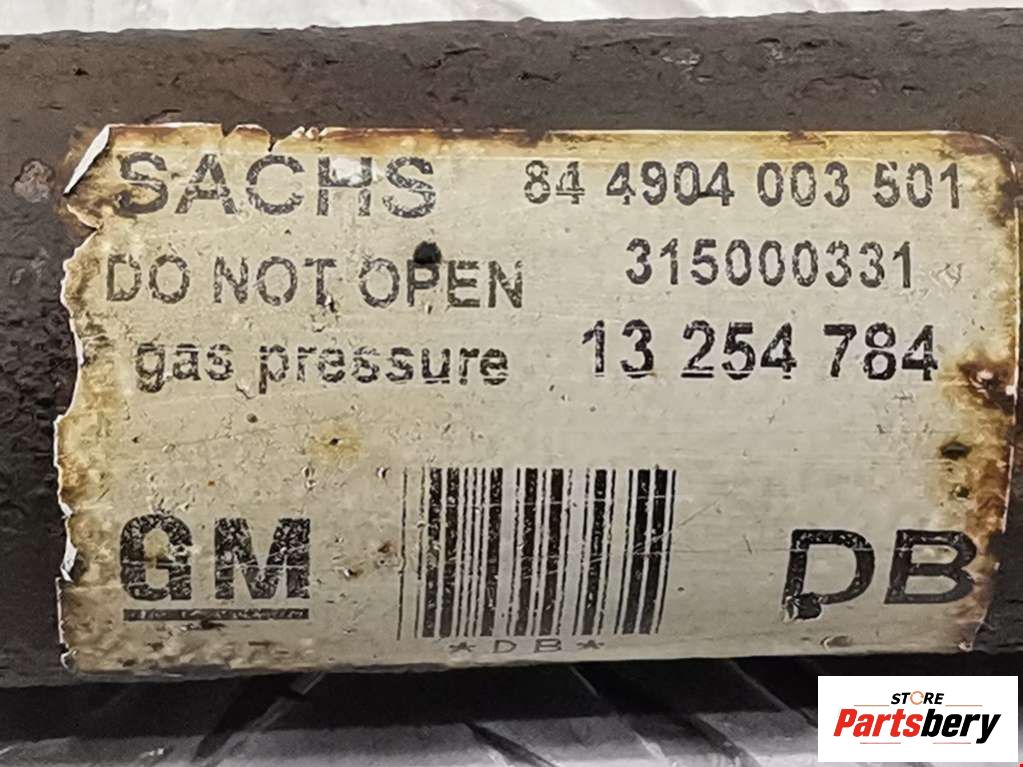 SACHS 84 4904 003 501
DO NOT OPEN 315000331
gas pressure 13 254 784
GM
DB
*DB*
STORE
Partsbery